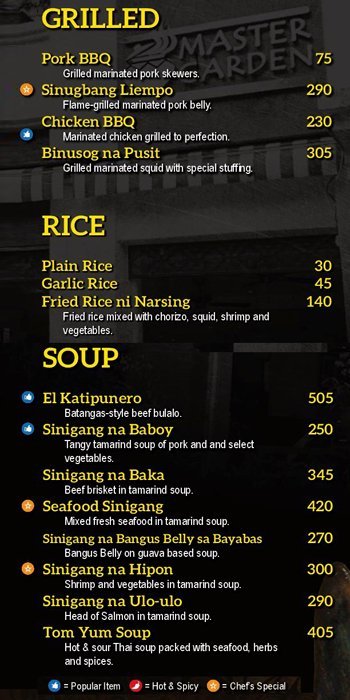 GRILLED
MASTER
GARDEN
Pork BBQ 75
Grilled marinated pork skewers.
Sinugbang Liempo 290
Flame-grilled marinated pork belly.
Chicken BBQ 230
Marinated chicken grilled to perfection.
Binusog na Pusit 305
Grilled marinated squid with special stuffing.
RICE
Plain Rice 30
Garlic Rice 45
Fried Rice ni Narsing 140
Fried rice mixed with chorizo, squid, shrimp and
vegetables.
SOUP
El Katipunero 505
Batangas-style beef bulalo.
Sinigang na Baboy 250
Tangy tamarind soup of pork and and select
vegetables.
Sinigang na Baka 345
Beef brisket in tamarind soup.
Seafood Sinigang 420
Mixed fresh seafood in tamarind soup.
Sinigang na Bangus Belly sa Bayabas 270
Bangus Belly on guava based soup.
Sinigang na Hipon 300
Shrimp and vegetables in tamarind soup.
Sinigang na Ulo-ulo 290
Head of Salmon in tamarind soup.
Tom Yum Soup 405
Hot & sour Thai soup packed with seafood, herbs
and spices.
= Popular Item = Hot & Spicy = Chef's Special